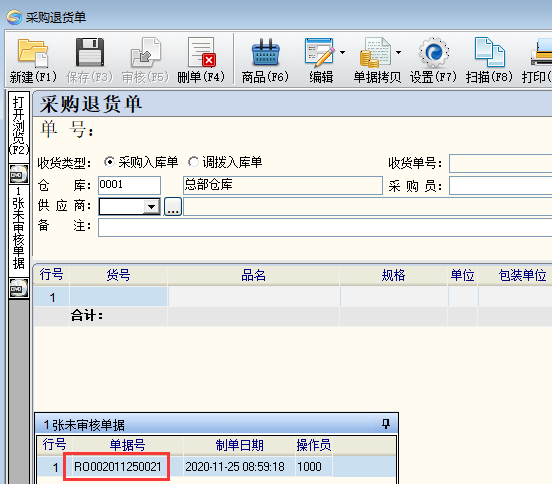 采购退货单
新建(F1) 保存(F3) 审核(F5) 删单(F4) 商品(F6) 编辑 单据拷贝 设置(F7) 扫描(F8) 打印(
打开浏览(F2)
1张未审核单据
采购退货单
单 号:
收货类型: 采购入库单 调拨入库单 收货单号:
仓 库: 0001 总部仓库 采 购 员:
供 应 商: ...
备 注:
行号 货号 品名 规格 单位 包装单位
1
合计:
1张未审核单据
行号 单据号 制单日期 操作员
1 RO002011250021 2020-11-25 08:59:18 1000